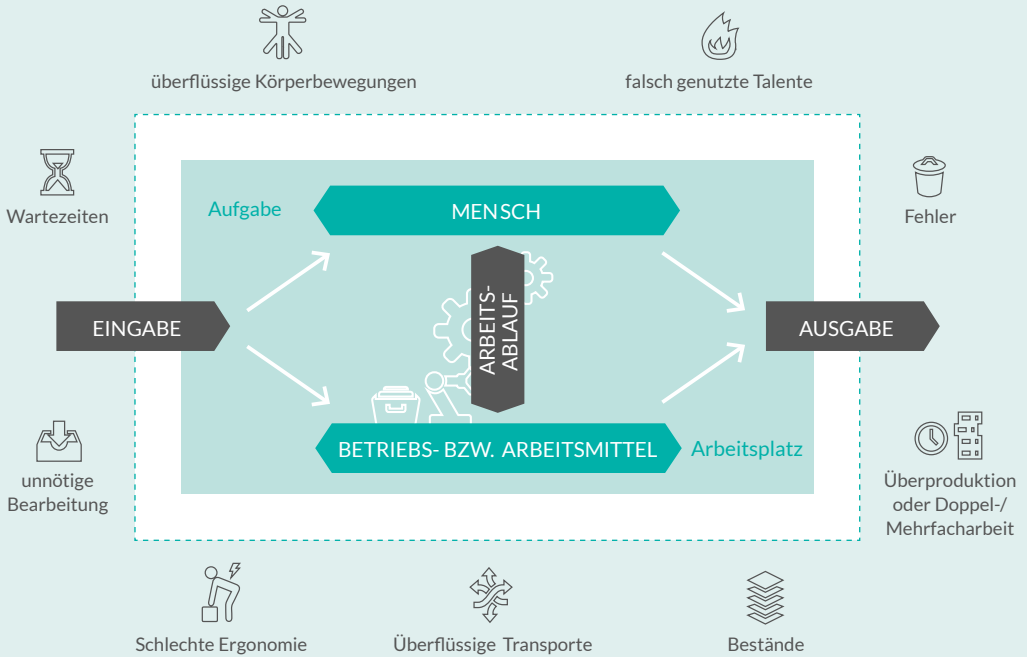 überflüssige Körperbewegungen
falsch genutzte Talente
Wartezeiten
Fehler
Aufgabe
MENSCH
EINGABE
ARBEITS-
ABLAUF
AUSGABE
BETRIEBS- BZW. ARBEITSMITTEL
Arbeitsplatz
unnötige
Bearbeitung
Überproduktion
oder Doppel-/
Mehrfacharbeit
Schlechte Ergonomie
Überflüssige Transporte
Bestände